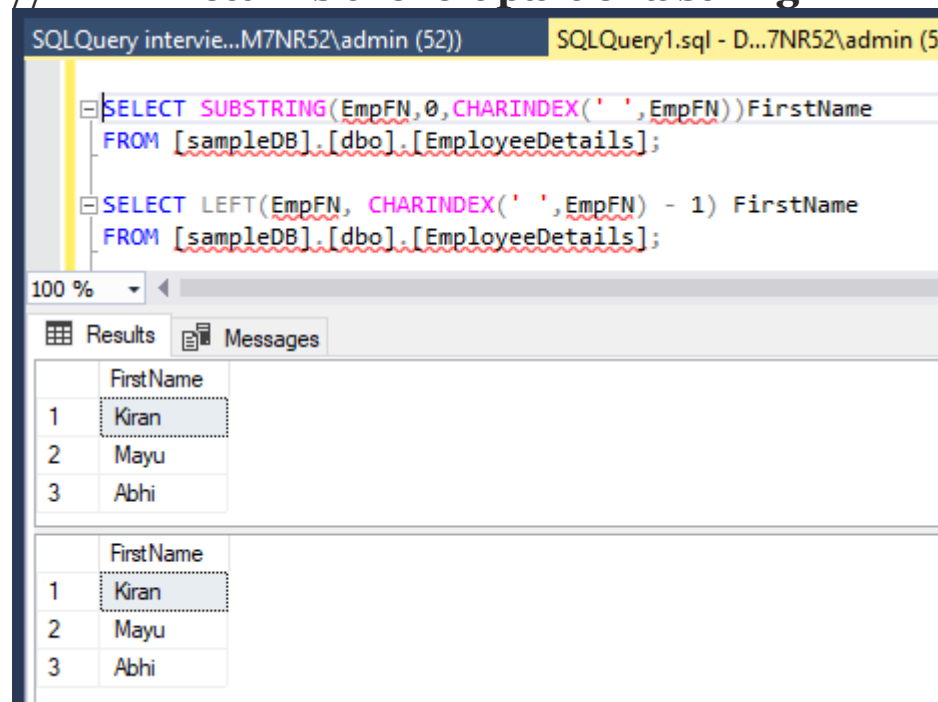 SQLQuery intervie...M7NR52\admin (52)) SQLQuery1.sql - D...7NR52\admin (5
SELECT SUBSTRING(EmpFN,0,CHARINDEX(' ',EmpFN))FirstName
FROM [sampleDB].[dbo].[EmployeeDetails];
SELECT LEFT(EmpFN, CHARINDEX(' ',EmpFN) - 1) FirstName
FROM [sampleDB].[dbo].[EmployeeDetails];
100 %
Results Messages
FirstName
1 Kiran
2 Mayu
3 Abhi
FirstName
1 Kiran
2 Mayu
3 Abhi